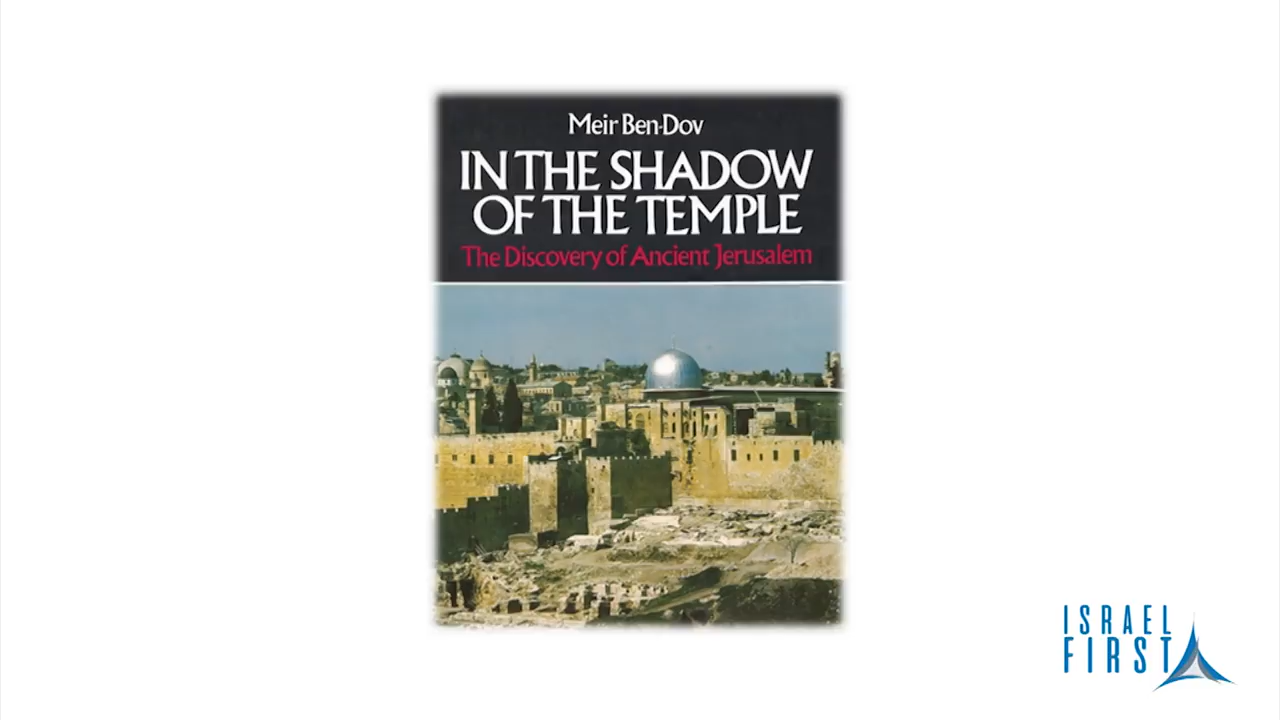 Meir Ben-Dov
IN THE SHADOW
OF THE TEMPLE
The Discovery of Ancient Jerusalem
ISRAEL
FIRST